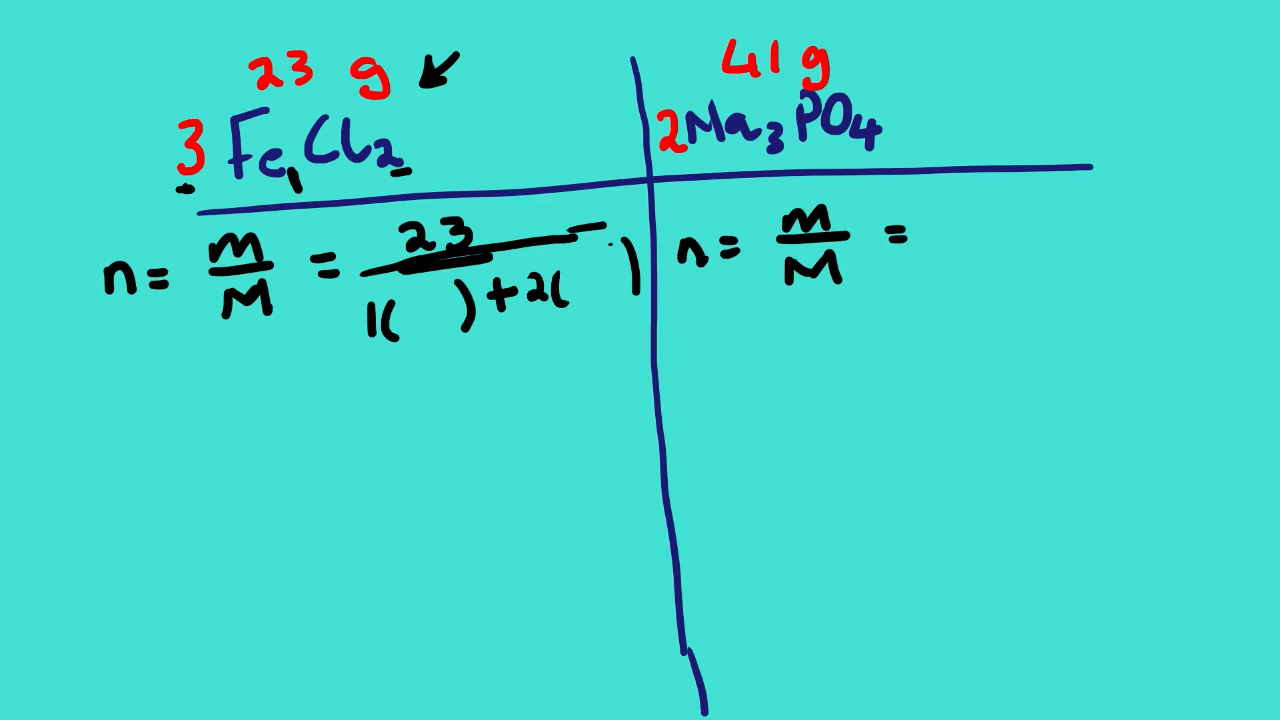 23 g
3 Fe₁Cl₂
n = m/M = 23/1( ) + 2( )
41 g
2Na₃PO₄
n = m/M =